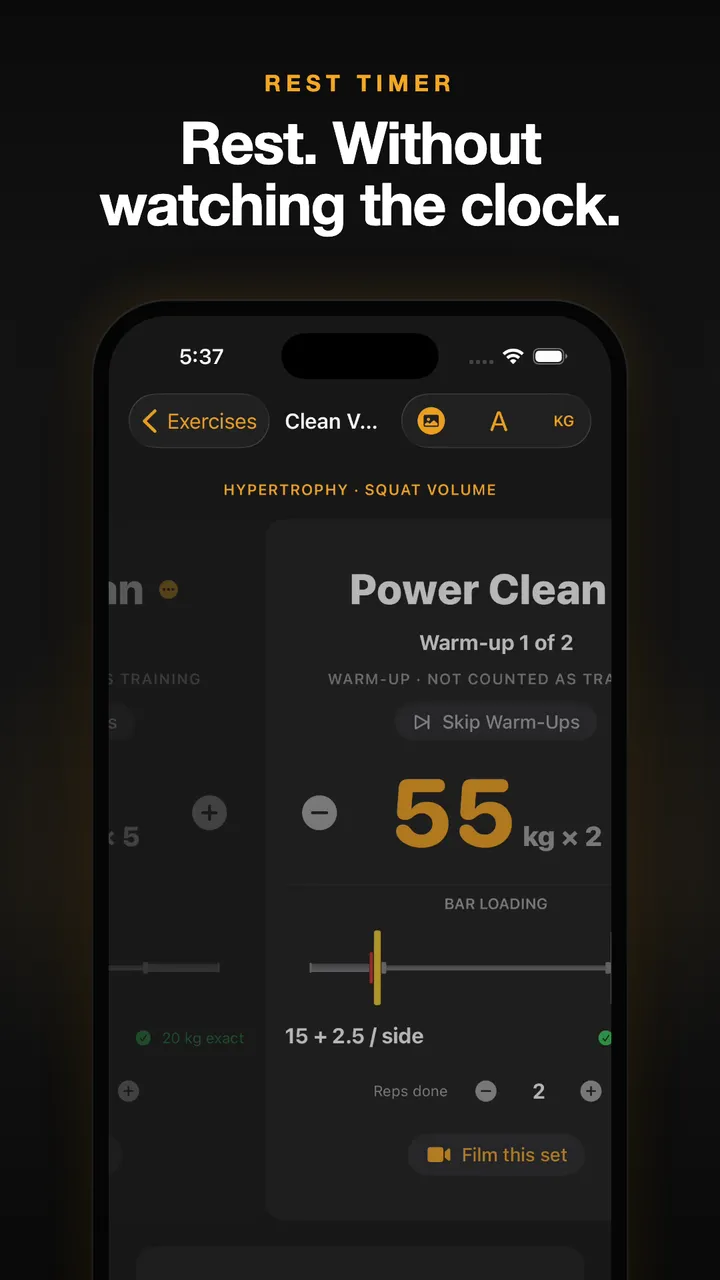 REST TIMER
Rest. Without
watching the clock.
5:37
Exercises
Clean V...
A
KG
HYPERTROPHY · SQUAT VOLUME
Power Clean
Warm-up 1 of 2
TRAINING
WARM-UP · NOT COUNTED AS
Skip Warm-Ups
× 5
55 kg × 2
BAR LOADING
20 kg exact
15 + 2.5 / side
Reps done
2
Film this set